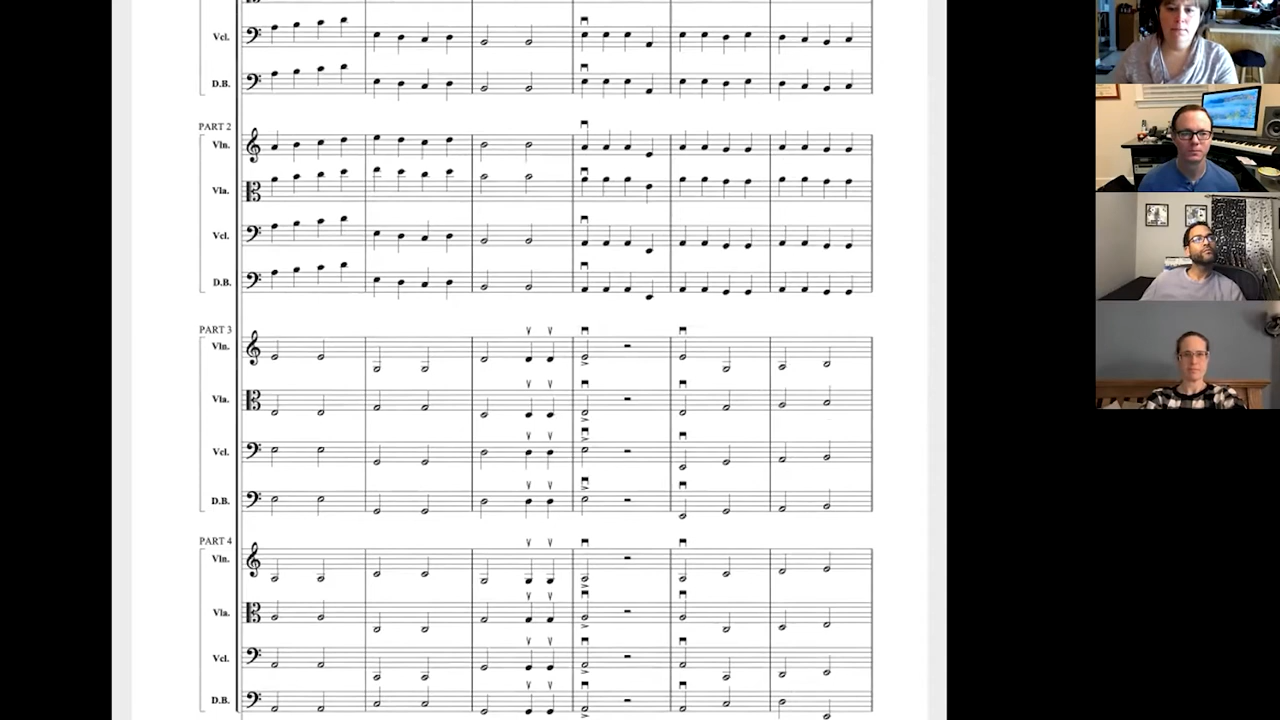 Vcl.
D.B.
PART 2
Vln.
Vla.
Vcl.
D.B.
PART 3
Vln.
Vla.
Vcl.
D.B.
PART 4
Vln.
Vla.
Vcl.
D.B.